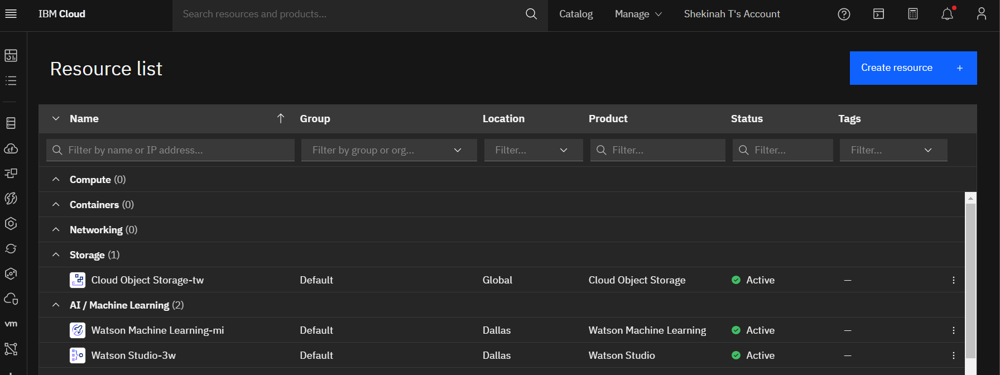 IBM Cloud
Search resources and products...
Catalog
Manage
Shekinah T's Account
Resource list
Create resource +
Name Group Location Product Status Tags
Filter by name or IP address... Filter by group or org... Filter... Filter... Filter... Filter...
Compute (0)
Containers (0)
Networking (0)
Storage (1)
Cloud Object Storage-tw Default Global Cloud Object Storage Active —
AI / Machine Learning (2)
Watson Machine Learning-mi Default Dallas Watson Machine Learning Active —
Watson Studio-3w Default Dallas Watson Studio Active —
cf
vm